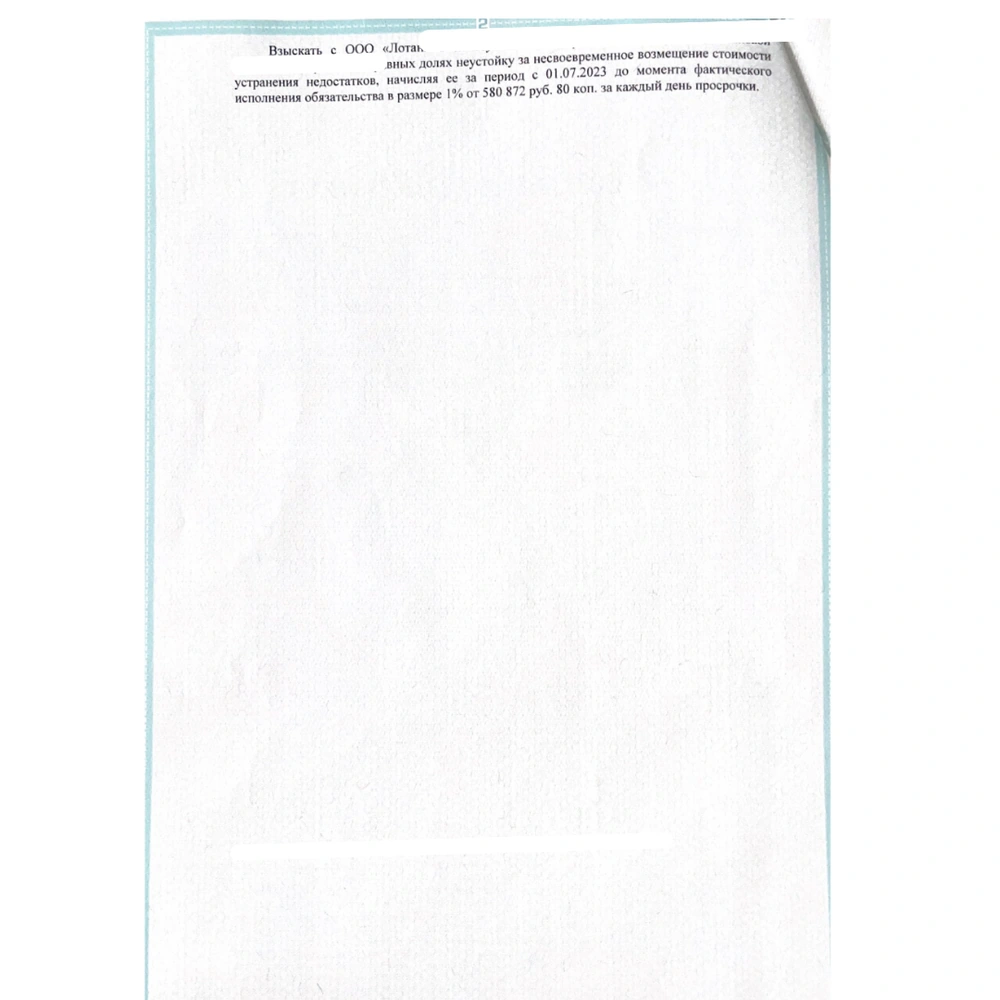 2
Взыскать с ООО «Лотак
вных долях неустойку за несвоевременное возмещение стоимости
устранения недостатков, начисляя ее за период с 01.07.2023 до момента фактического
исполнения обязательства в размере 1% от 580 872 руб. 80 коп. за каждый день просрочки.